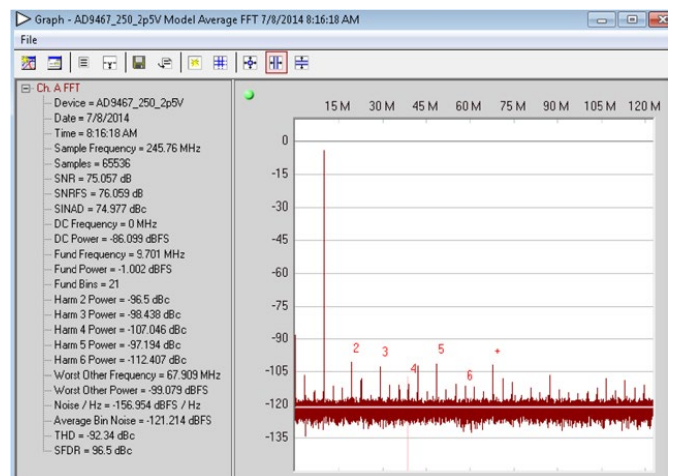 Graph - AD9467_250_2p5V Model Average FFT 7/8/2014 8:16:18 AM
File
Ch. A FFT
Device = AD9467_250_2p5V
Date = 7/8/2014
Time = 8:16:18 AM
Sample Frequency = 245.76 MHz
Samples = 65536
SNR = 75.057 dB
SNRFS = 76.059 dB
SINAD = 74.977 dBc
DC Frequency = 0 MHz
DC Power = -86.099 dBFS
Fund Frequency = 9.701 MHz
Fund Power = -1.002 dBFS
Fund Bins = 21
Harm 2 Power = -96.5 dBc
Harm 3 Power = -98.438 dBc
Harm 4 Power = -107.046 dBc
Harm 5 Power = -97.194 dBc
Harm 6 Power = -112.407 dBc
Worst Other Frequency = 67.909 MHz
Worst Other Power = -99.079 dBFS
Noise / Hz = -156.954 dBFS / Hz
Average Bin Noise = -121.214 dBFS
THD = -92.34 dBc
SFDR = 96.5 dBc
15 M 30 M 45 M 60 M 75 M 90 M 105 M 120 M
0
-15
-30
-45
-60
-75
-90
-105
-120
-135
2 3 4 5 6 +